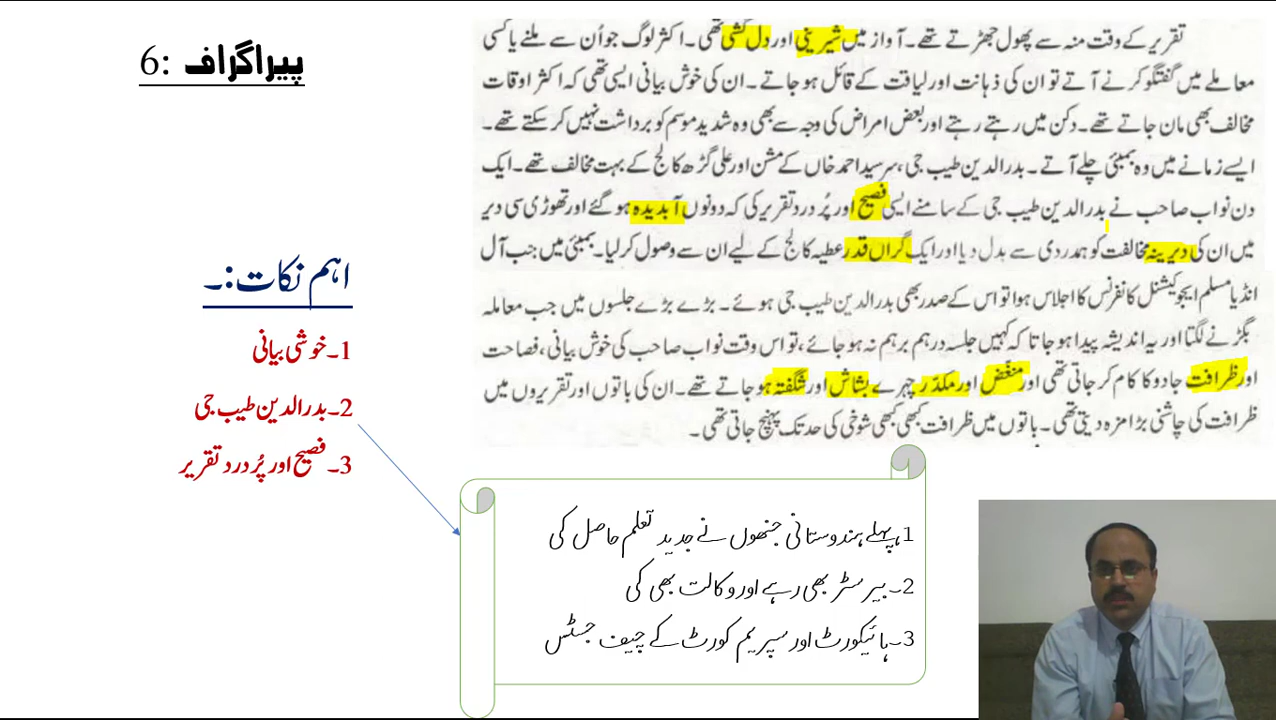 پیراگراف :6
تقریر کے وقت منہ سے پھول جھڑتے تھے۔ آواز میں شیرینی اور دل کشی تھی۔ اکثر لوگ جو اُن سے ملنے یا کسی
معاملے میں گفتگو کرنے آتے تو ان کی ذہانت اور لیاقت کے قائل ہو جاتے۔ ان کی خوش بیانی ایسی تھی کہ اکثر اوقات
مخالف بھی مان جاتے تھے۔ دکن میں رہتے رہتے اور بعض امراض کی وجہ سے بھی وہ شدید موسم کو برداشت نہیں کر سکتے تھے۔
ایسے زمانے میں وہ بمبئی چلے آتے۔ بدر الدین طیب جی، سرسید احمد خاں کے مشن اور علی گڑھ کالج کے بہت مخالف تھے۔ ایک
دن نواب صاحب نے بدر الدین طیب جی کے سامنے ایسی فصیح اور پُر درد تقریر کی کہ دونوں آبدیدہ ہو گئے اور تھوڑی سی دیر
میں ان کی دیرینہ مخالفت کو ہمدردی سے بدل دیا اور ایک گراں قدر عطیہ کالج کے لیے ان سے وصول کر لیا۔ بمبئی میں جب آل
انڈیا مسلم ایجوکیشنل کانفرنس کا اجلاس ہوا تو اس کے صدر بھی بدر الدین طیب جی ہوئے۔ بڑے بڑے جلسوں میں جب معاملہ
بگڑنے لگتا اور یہ اندیشہ پیدا ہو جاتا کہ کہیں جلسہ درہم برہم نہ ہو جائے، تو اس وقت نواب صاحب کی خوش بیانی، فصاحت
اور ظرافت جادو کا کام کر جاتی تھی اور منغّض اور مکدّر چہرے بشاش اور شگفتہ ہو جاتے تھے۔ ان کی باتوں اور تقریروں میں
ظرافت کی چاشنی بڑا مزہ دیتی تھی۔ باتوں میں ظرافت کبھی کبھی شوخی کی حد تک پہنچ جاتی تھی۔
اہم نکات:۔
1۔خوشی بیانی
2۔بدر الدین طیب جی
3۔فصیح اور پُر درد تقریر
1۔پہلے ہندوستانی جنھوں نے جدید تعلم حاصل کی
2۔بیرسٹر بھی رہے اور وکالت بھی کی
3۔ہائیکورٹ اور سپریم کورٹ کے چیف جسٹس